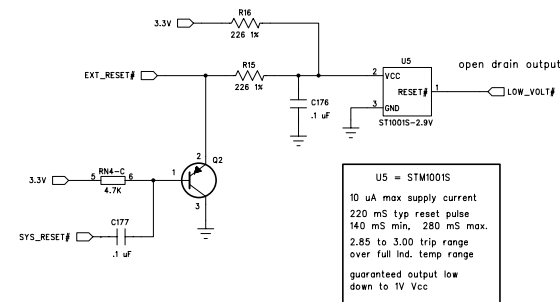 R16
3.3V
226 1%
U5
open drain output
EXT_RESET#
R15
226 1%
2
VCC
RESET#
1
LOW_VOLT#
C176
.1 uF
3
GND
ST1001S-2.9V
2
Q2
3.3V
5
RN4-C
6
4.7K
1
3
C177
SYS_RESET#
.1 uF
U5 = STM1001S
10 uA max supply current
220 mS typ reset pulse
140 mS min, 280 mS max.
2.85 to 3.00 trip range
over full Ind. temp range
guaranteed output low
down to 1V Vcc